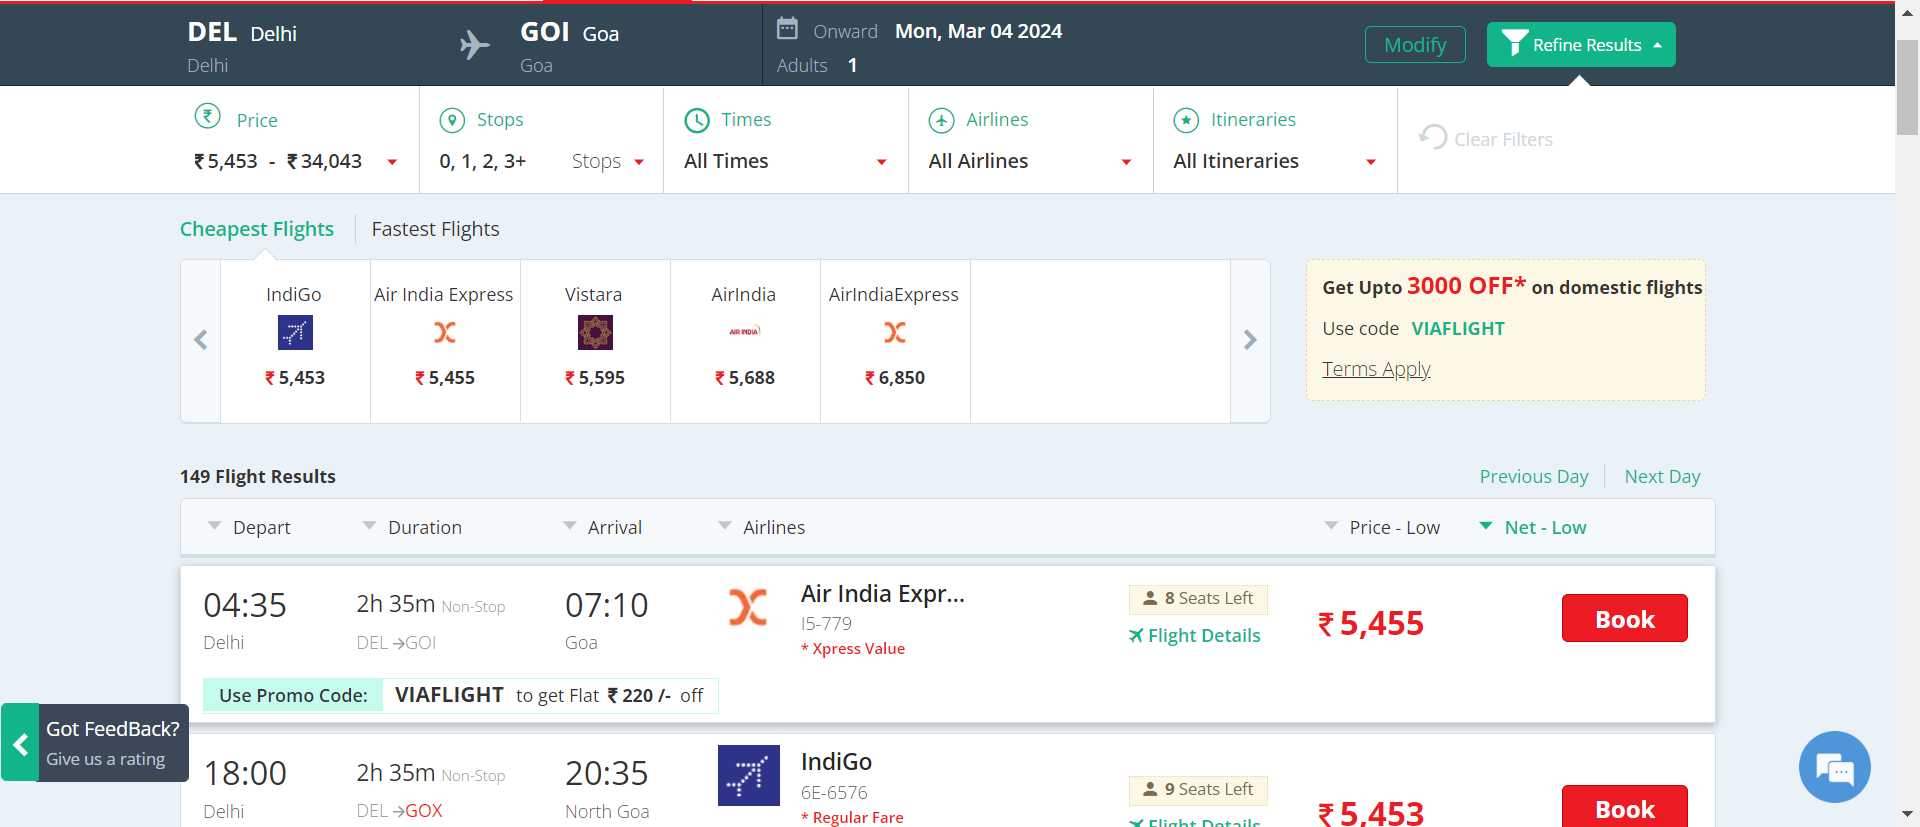 DEL Delhi
Delhi
GOI Goa
Goa
Onward Mon, Mar 04 2024
Adults 1
Modify
Refine Results
Price
₹ 5,453 - ₹ 34,043
Stops
0, 1, 2, 3+ Stops
Times
All Times
Airlines
All Airlines
Itineraries
All Itineraries
Clear Filters
Cheapest Flights
Fastest Flights
IndiGo
₹ 5,453
Air India Express
₹ 5,455
Vistara
₹ 5,595
AirIndia
AIR INDIA
₹ 5,688
AirIndiaExpress
₹ 6,850
Get Upto 3000 OFF* on domestic flights
Use code VIAFLIGHT
Terms Apply
149 Flight Results
Previous Day
Next Day
Depart Duration Arrival Airlines Price - Low Net - Low
04:35
Delhi
2h 35m Non-Stop
DEL → GOI
07:10
Goa
Air India Expr...
I5-779
* Xpress Value
8 Seats Left
Flight Details
₹ 5,455
Book
Use Promo Code: VIAFLIGHT to get Flat ₹ 220 /- off
18:00
Delhi
2h 35m Non-Stop
DEL → GOX
20:35
North Goa
IndiGo
6E-6576
* Regular Fare
9 Seats Left
Flight Details
₹ 5,453
Book
Got FeedBack?
Give us a rating